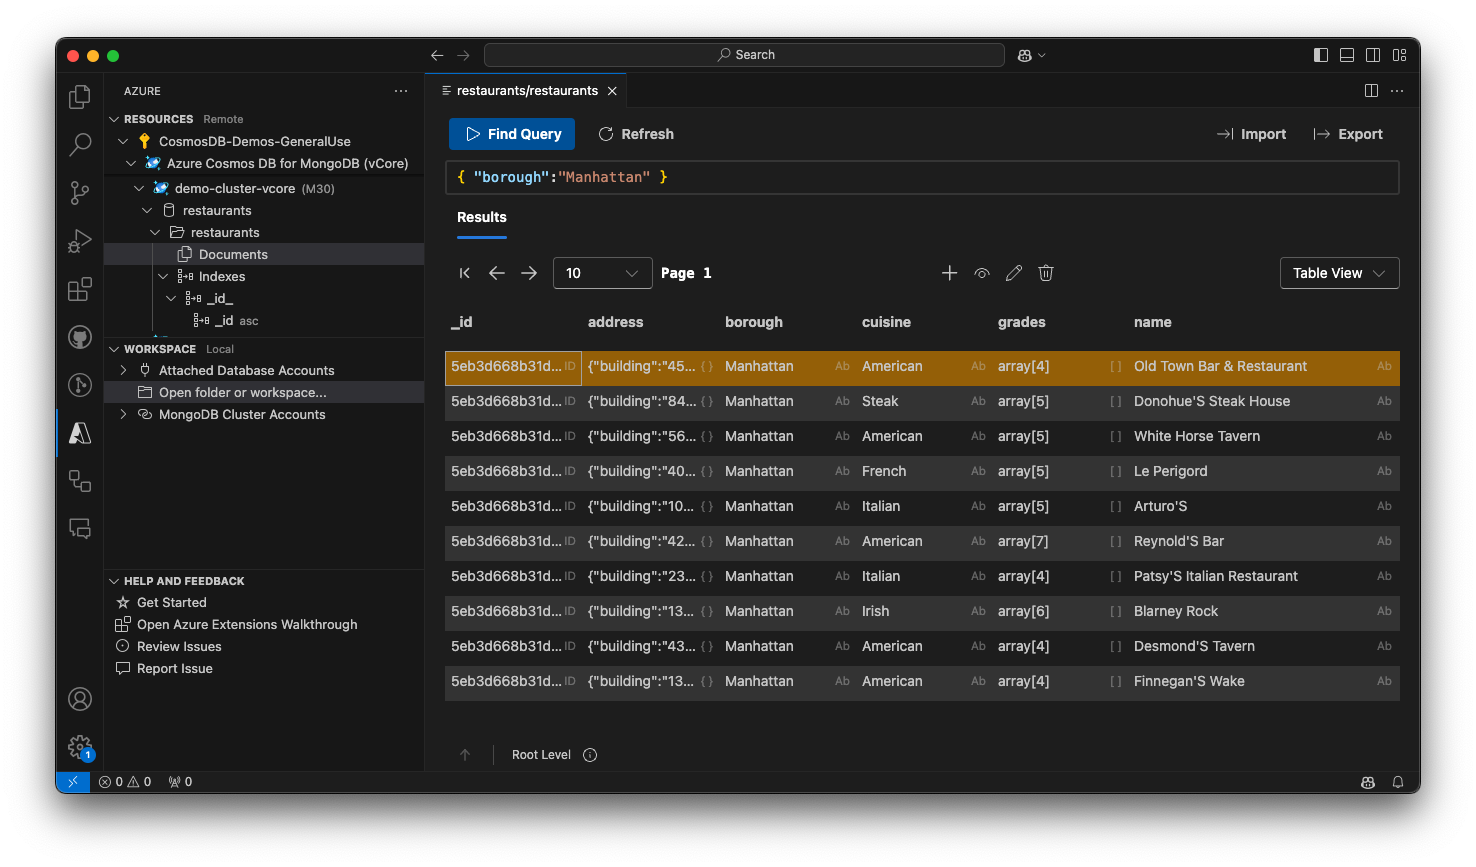 Search
AZURE
RESOURCES Remote
CosmosDB-Demos-GeneralUse
Azure Cosmos DB for MongoDB (vCore)
demo-cluster-vcore (M30)
restaurants
restaurants
Documents
Indexes
_id_
_id asc
WORKSPACE Local
Attached Database Accounts
Open folder or workspace...
MongoDB Cluster Accounts
HELP AND FEEDBACK
Get Started
Open Azure Extensions Walkthrough
Review Issues
Report Issue
1
restaurants/restaurants
Find Query Refresh Import Export
{ "borough":"Manhattan" }
Results
10 Page 1 Table View
_id address borough cuisine grades name
5eb3d668b31d... ID {"building":"45... { } Manhattan Ab American Ab array[4] [ ] Old Town Bar & Restaurant Ab
5eb3d668b31d... ID {"building":"84... { } Manhattan Ab Steak Ab array[5] [ ] Donohue'S Steak House Ab
5eb3d668b31d... ID {"building":"56... { } Manhattan Ab American Ab array[5] [ ] White Horse Tavern Ab
5eb3d668b31d... ID {"building":"40... { } Manhattan Ab French Ab array[5] [ ] Le Perigord Ab
5eb3d668b31d... ID {"building":"10... { } Manhattan Ab Italian Ab array[5] [ ] Arturo'S Ab
5eb3d668b31d... ID {"building":"42... { } Manhattan Ab American Ab array[7] [ ] Reynold'S Bar Ab
5eb3d668b31d... ID {"building":"23... { } Manhattan Ab Italian Ab array[4] [ ] Patsy'S Italian Restaurant Ab
5eb3d668b31d... ID {"building":"13... { } Manhattan Ab Irish Ab array[6] [ ] Blarney Rock Ab
5eb3d668b31d... ID {"building":"43... { } Manhattan Ab American Ab array[4] [ ] Desmond'S Tavern Ab
5eb3d668b31d... ID {"building":"13... { } Manhattan Ab American Ab array[4] [ ] Finnegan'S Wake Ab
Root Level
0 0 0